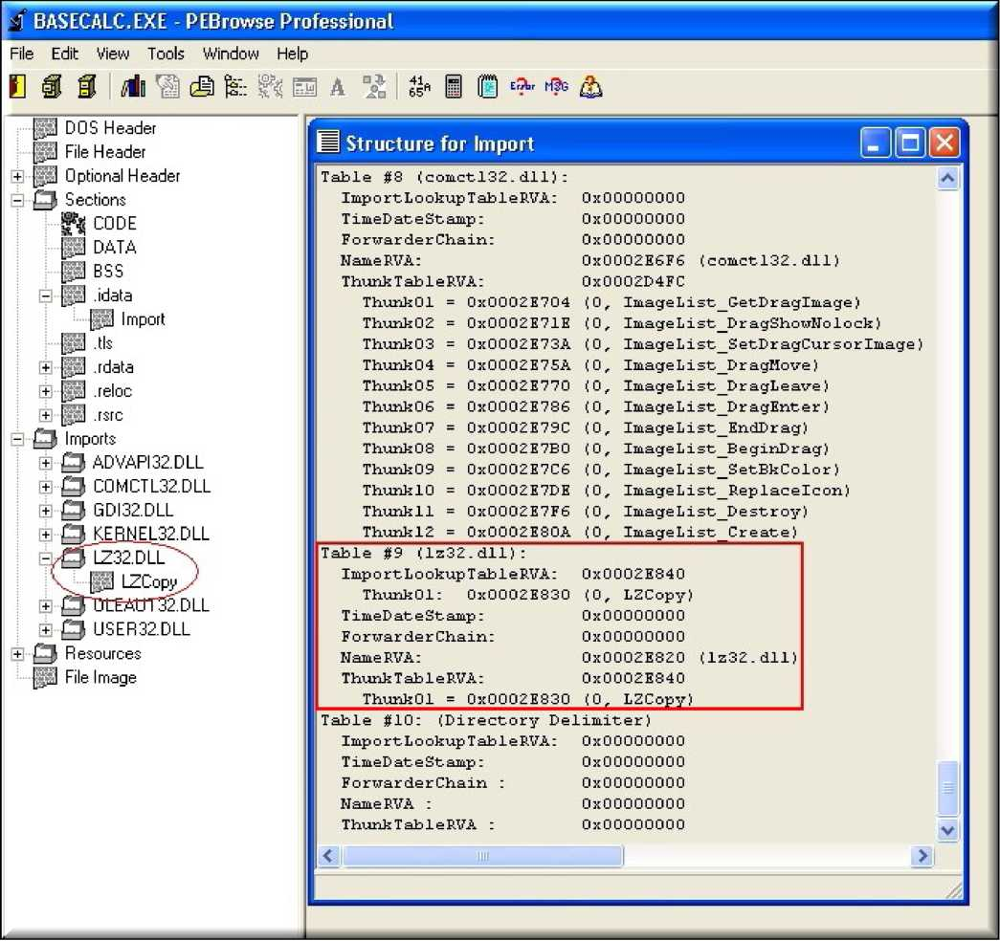 BASECALC.EXE - PEBrowse Professional
File Edit View Tools Window Help
41 65A Error MSG
DOS Header
File Header
Optional Header
Sections
CODE
DATA
BSS
.idata
Import
.tls
.rdata
.reloc
.rsrc
Imports
ADVAPI32.DLL
COMCTL32.DLL
GDI32.DLL
KERNEL32.DLL
LZ32.DLL
LZCopy
OLEAUT32.DLL
USER32.DLL
Resources
File Image
Structure for Import
Table #8 (comctl32.dll):
ImportLookupTableRVA: 0x00000000
TimeDateStamp: 0x00000000
ForwarderChain: 0x00000000
NameRVA: 0x0002E6F6 (comctl32.dll)
ThunkTableRVA: 0x0002D4FC
Thunk01 = 0x0002E704 (0, ImageList_GetDragImage)
Thunk02 = 0x0002E71E (0, ImageList_DragShowNolock)
Thunk03 = 0x0002E73A (0, ImageList_SetDragCursorImage)
Thunk04 = 0x0002E75A (0, ImageList_DragMove)
Thunk05 = 0x0002E770 (0, ImageList_DragLeave)
Thunk06 = 0x0002E786 (0, ImageList_DragEnter)
Thunk07 = 0x0002E79C (0, ImageList_EndDrag)
Thunk08 = 0x0002E7B0 (0, ImageList_BeginDrag)
Thunk09 = 0x0002E7C6 (0, ImageList_SetBkColor)
Thunk10 = 0x0002E7DE (0, ImageList_ReplaceIcon)
Thunk11 = 0x0002E7F6 (0, ImageList_Destroy)
Thunk12 = 0x0002E80A (0, ImageList_Create)
Table #9 (lz32.dll):
ImportLookupTableRVA: 0x0002E840
Thunk01: 0x0002E830 (0, LZCopy)
TimeDateStamp: 0x00000000
ForwarderChain: 0x00000000
NameRVA: 0x0002E820 (lz32.dll)
ThunkTableRVA: 0x0002E840
Thunk01 = 0x0002E830 (0, LZCopy)
Table #10: (Directory Delimiter)
ImportLookupTableRVA: 0x00000000
TimeDateStamp: 0x00000000
ForwarderChain : 0x00000000
NameRVA : 0x00000000
ThunkTableRVA : 0x00000000